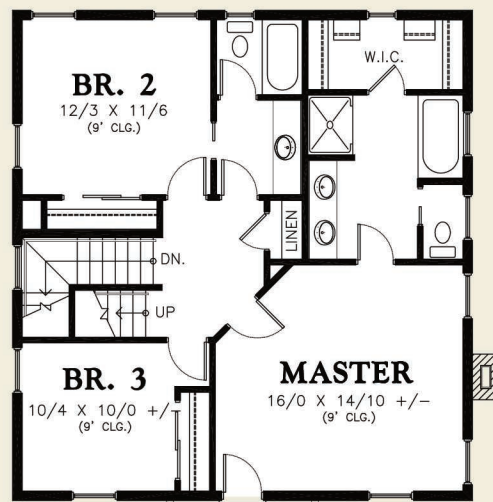 W.I.C.
BR. 2
12/3 X 11/6
(9' CLG.)
LINEN
DN.
UP
BR. 3
10/4 X 10/0 +/-
(9' CLG.)
MASTER
16/0 X 14/10 +/-
(9' CLG.)